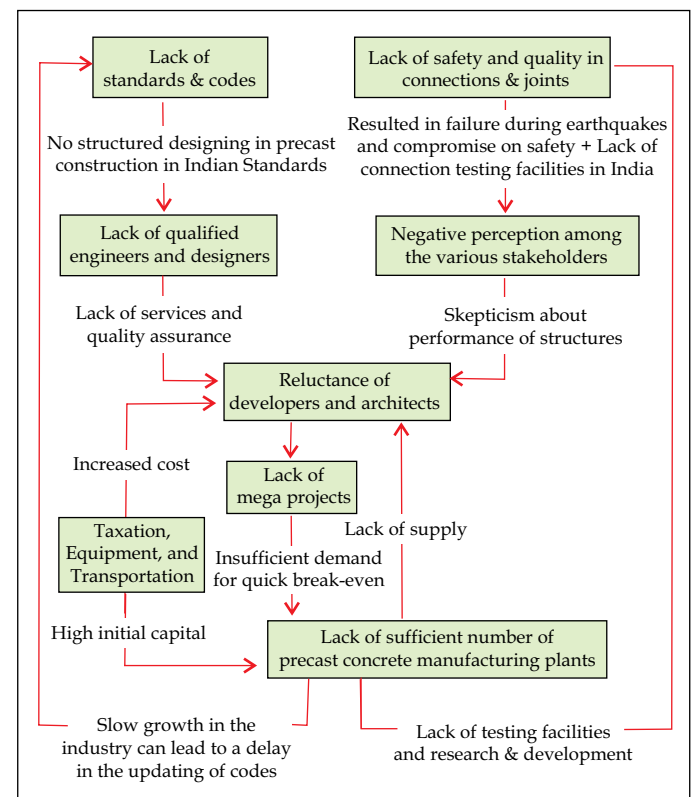 Lack of
standards & codes
Lack of safety and quality in
connections & joints
No structured designing in precast
construction in Indian Standards
Resulted in failure during earthquakes
and compromise on safety + Lack of
connection testing facilities in India
Lack of qualified
engineers and designers
Negative perception among
the various stakeholders
Lack of services and
quality assurance
Skepticism about
performance of structures
Reluctance of
developers and architects
Increased cost
Lack of
mega projects
Taxation,
Equipment, and
Transportation
Lack of supply
Insufficient demand
for quick break-even
High initial capital
Lack of sufficient number of
precast concrete manufacturing plants
Slow growth in the
industry can lead to a delay
in the updating of codes
Lack of testing facilities
and research & development